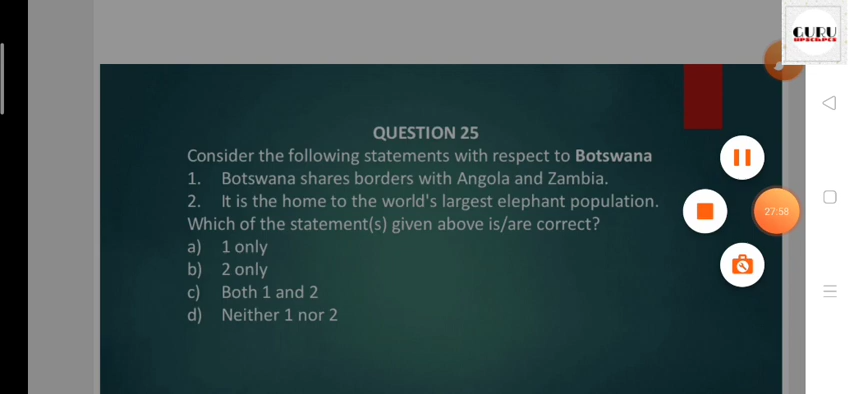 GURU
UPSC&PCS
QUESTION 25
Consider the following statements with respect to Botswana
1. Botswana shares borders with Angola and Zambia.
2. It is the home to the world's largest elephant population.
Which of the statement(s) given above is/are correct?
27:58
a) 1 only
b) 2 only
c) Both 1 and 2
d) Neither 1 nor 2